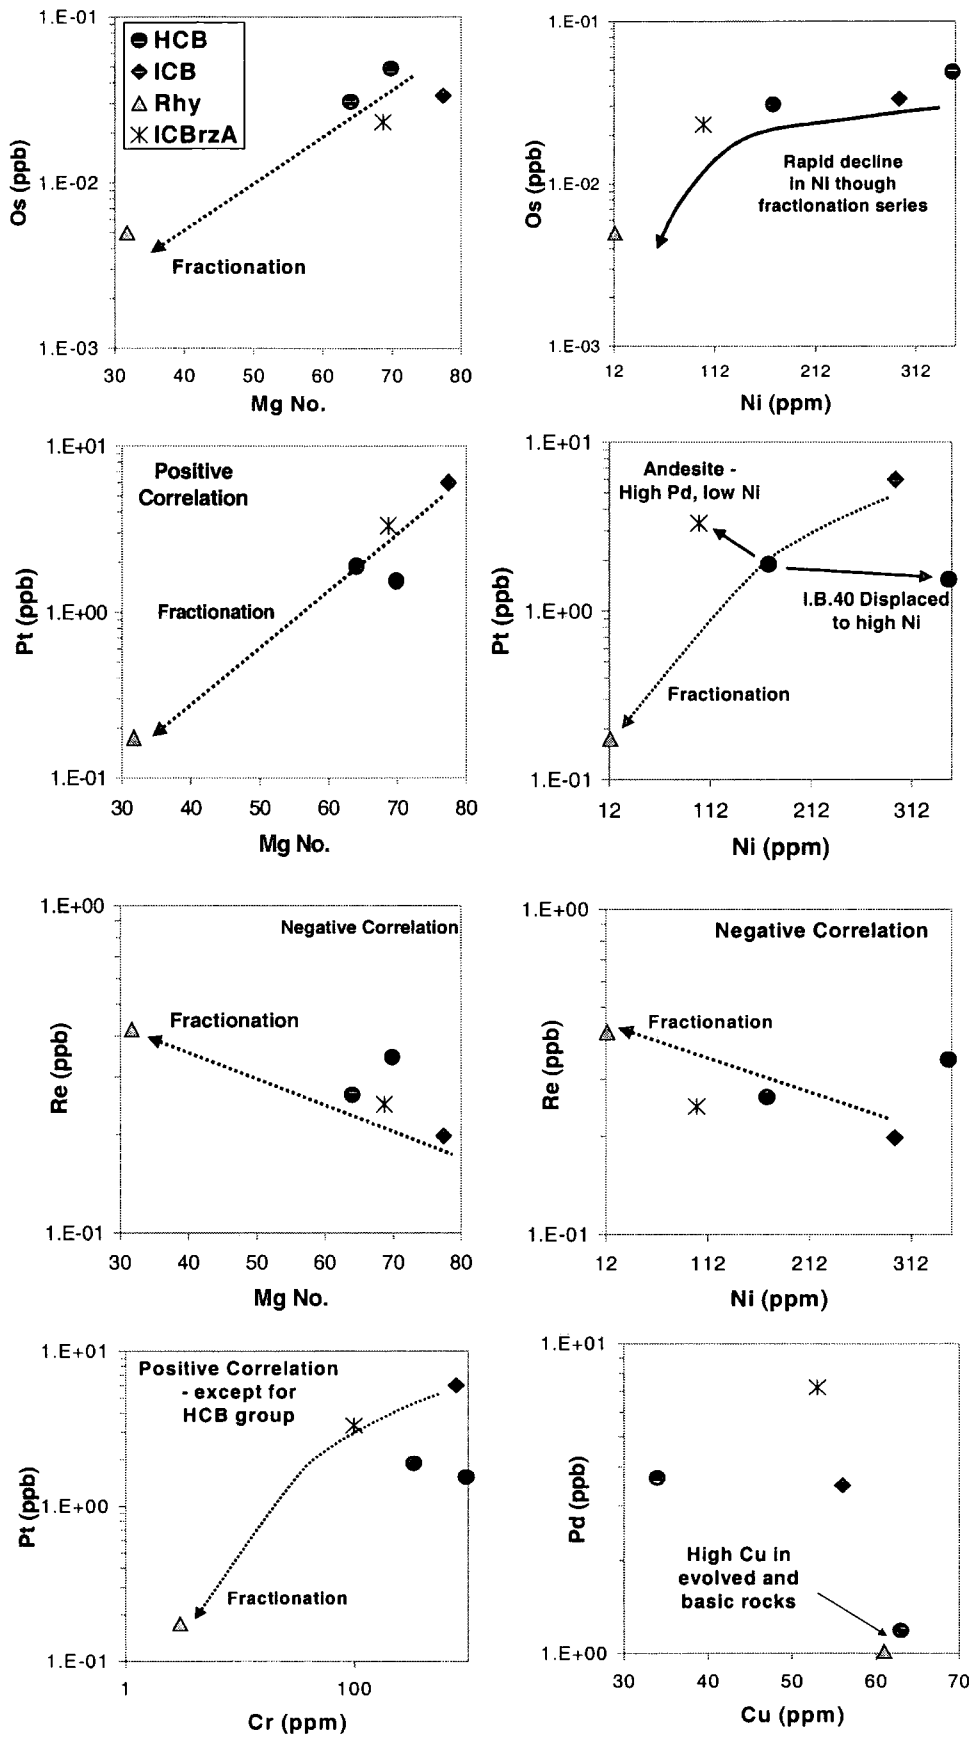 1.E-01
HCB
ICB
Rhy
ICBrzA
1.E-02
1.E-03
Os (ppb)
Fractionation
30 40 50 60 70 80
Mg No.
1.E-01
1.E-02
1.E-03
Os (ppb)
Rapid decline
in Ni though
fractionation series
12 112 212 312
Ni (ppm)
1.E+01
1.E+00
1.E-01
Pt (ppb)
Positive
Correlation
Fractionation
30 40 50 60 70 80
Mg No.
1.E+01
1.E+00
1.E-01
Pt (ppb)
Andesite -
High Pd, low Ni
I.B.40 Displaced
to high Ni
Fractionation
12 112 212 312
Ni (ppm)
1.E+00
1.E-01
Re (ppb)
Negative Correlation
Fractionation
30 40 50 60 70 80
Mg No.
1.E+00
1.E-01
Re (ppb)
Negative Correlation
Fractionation
12 112 212 312
Ni (ppm)
1.E+01
1.E+00
1.E-01
Pt (ppb)
Positive Correlation
- except for
HCB group
Fractionation
1 100
Cr (ppm)
1.E+01
1.E+00
Pd (ppb)
High Cu in
evolved and
basic rocks
30 40 50 60 70
Cu (ppm)